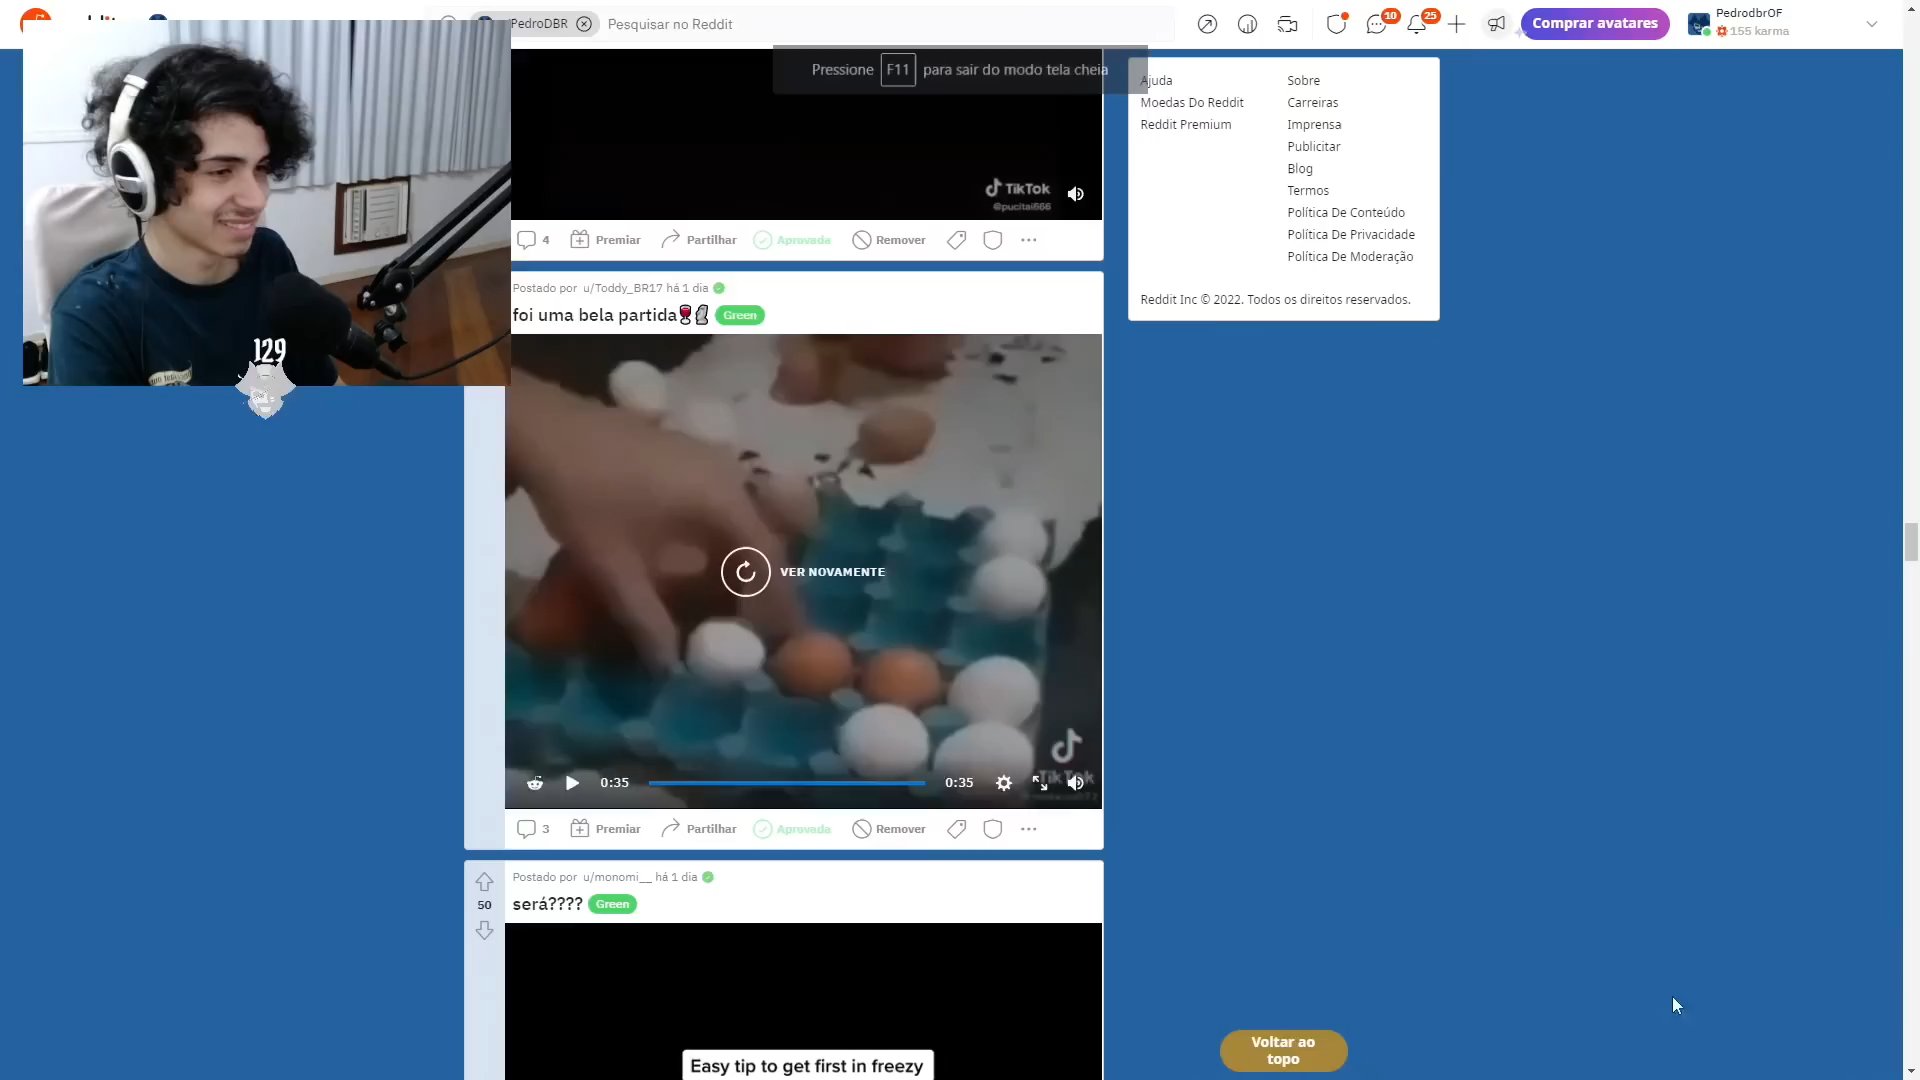 PedroDBR
Pesquisar no Reddit
10
25
Comprar avatares
PedrodbrOF
155 karma
Pressione F11 para sair do modo tela cheia
TikTok
@pucitai666
4
Premiar
Partilhar
Aprovada
Remover
Ajuda
Moedas Do Reddit
Reddit Premium
Sobre
Carreiras
Imprensa
Publicitar
Blog
Termos
Política De Conteúdo
Política De Privacidade
Política De Moderação
Reddit Inc © 2022. Todos os direitos reservados.
129
Postado por u/Toddy_BR17 há 1 dia
foi uma bela partida🍷🗿 Green
VER NOVAMENTE
0:35
0:35
TikTok
3
Premiar
Partilhar
Aprovada
Remover
Postado por u/monomi__ há 1 dia
50
será???? Green
Easy tip to get first in freezy
Voltar ao
topo